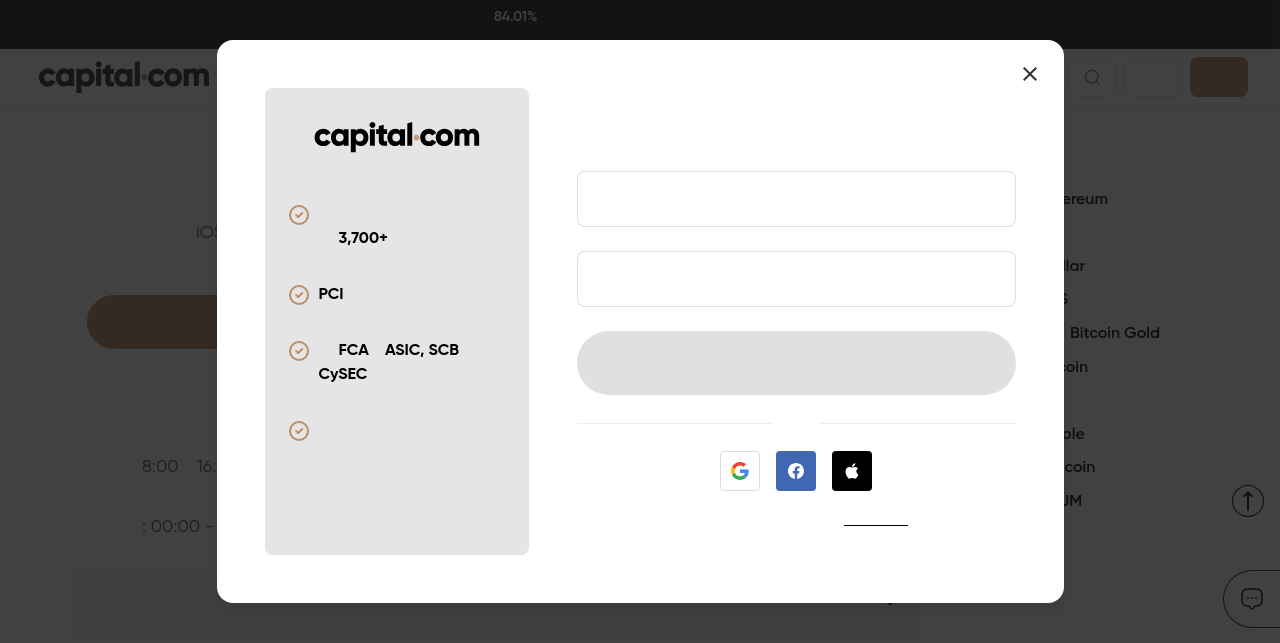 84.01%
capital.com
capital.com
3,700+
PCI
FCA ASIC, SCB
CySEC
iOS
8:00 16:
: 00:00 -
ereum
llar
S
Bitcoin Gold
coin
ple
coin
UM